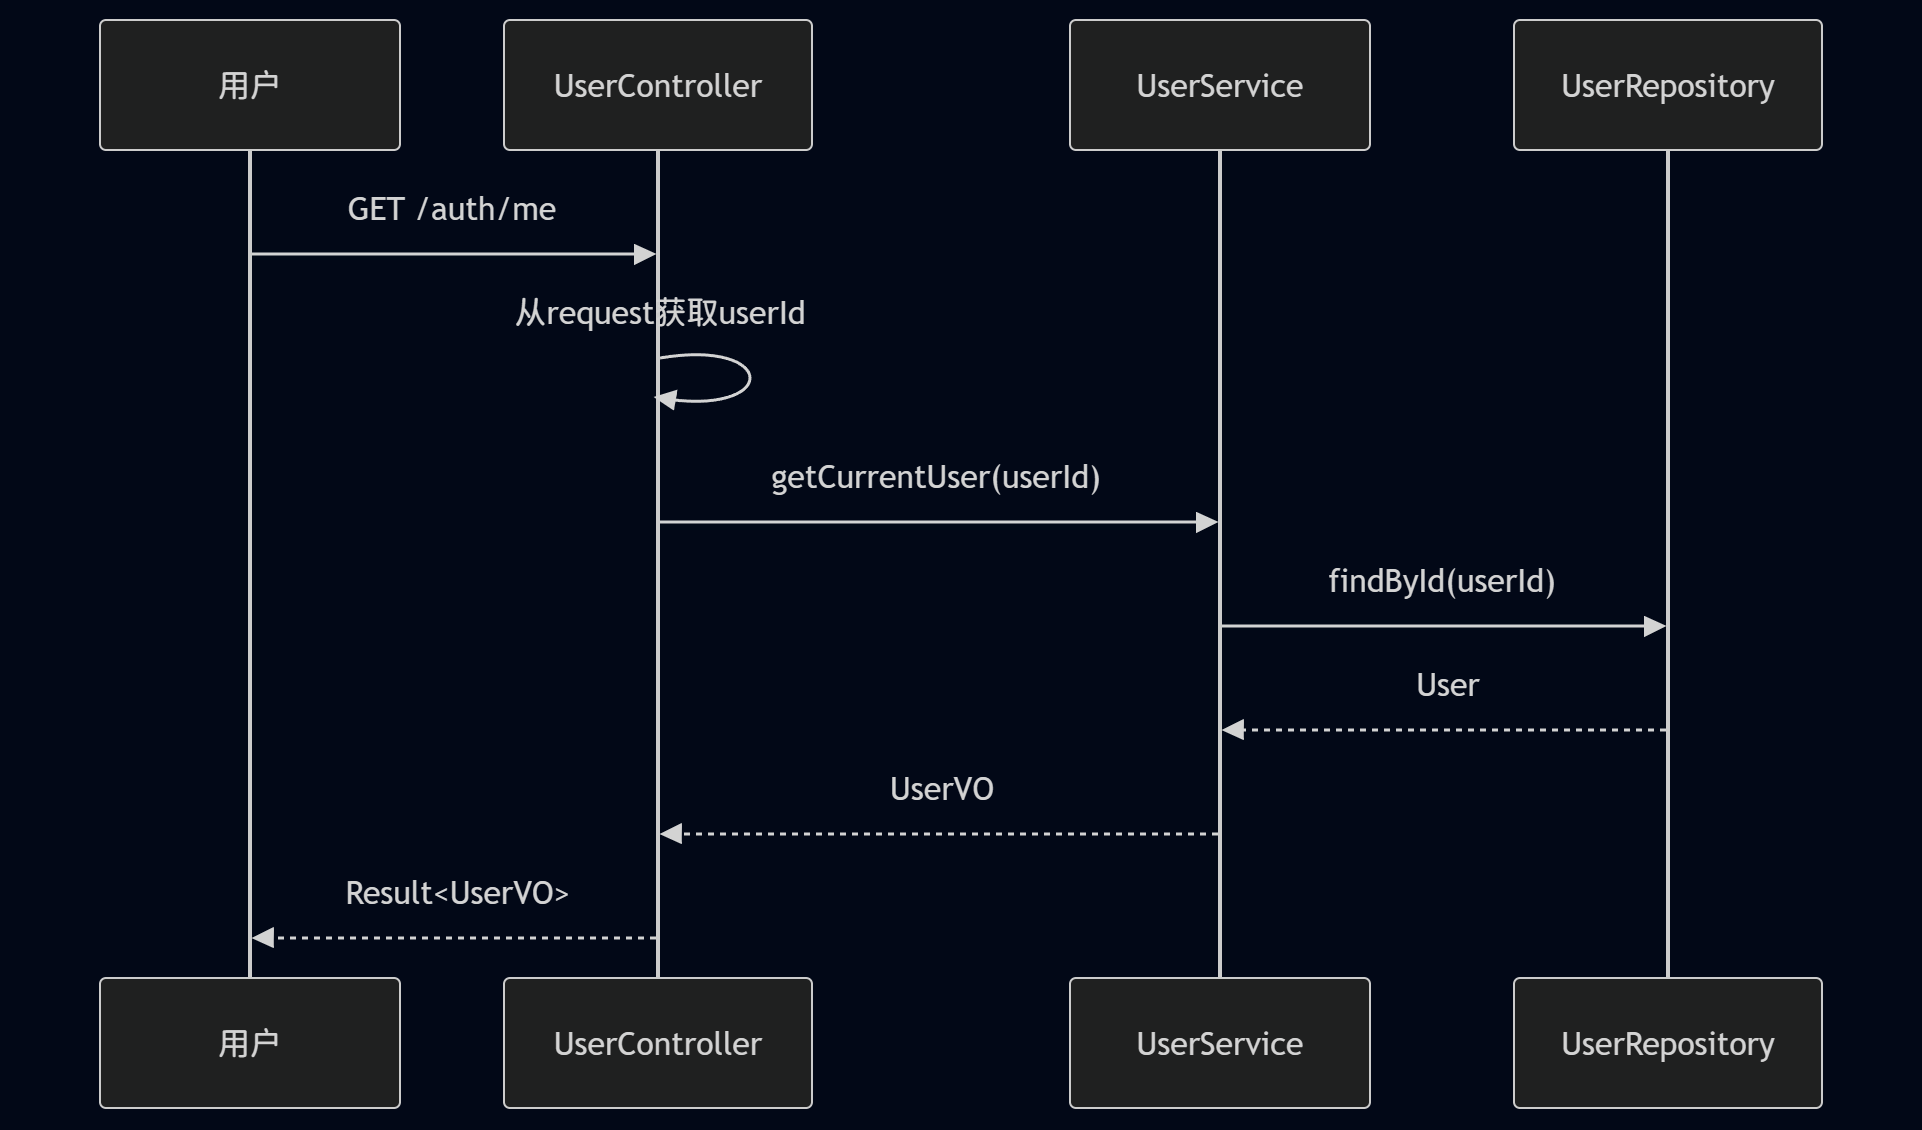 用户
UserController
UserService
UserRepository
GET /auth/me
从request获取userId
getCurrentUser(userId)
findById(userId)
User
UserVO
Result<UserVO>
用户
UserController
UserService
UserRepository